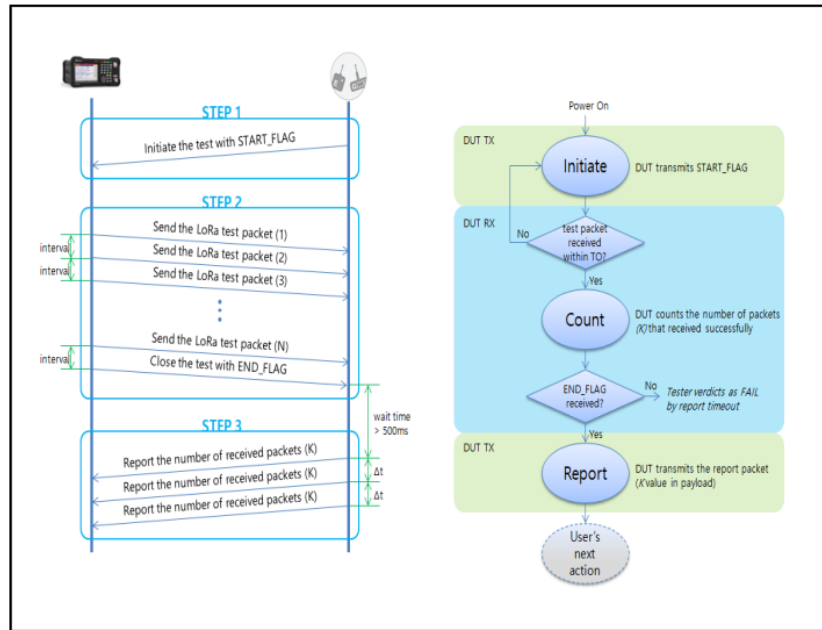 STEP 1
Initiate the test with START_FLAG
STEP 2
Send the LoRa test packet (1)
interval
Send the LoRa test packet (2)
interval
Send the LoRa test packet (3)
Send the LoRa test packet (N)
interval
Close the test with END_FLAG
wait time
> 500ms
STEP 3
Report the number of received packets (K)
Δt
Report the number of received packets (K)
Δt
Report the number of received packets (K)
Power On
DUT TX
Initiate
DUT transmits START_FLAG
DUT RX
No
test packet
received
within TO?
Yes
Count
DUT counts the number of packets
(K) that received successfully
END_FLAG
received?
No
Tester verdicts as FAIL
by report timeout
Yes
DUT TX
Report
DUT transmits the report packet
(K value in payload)
User's
next
action